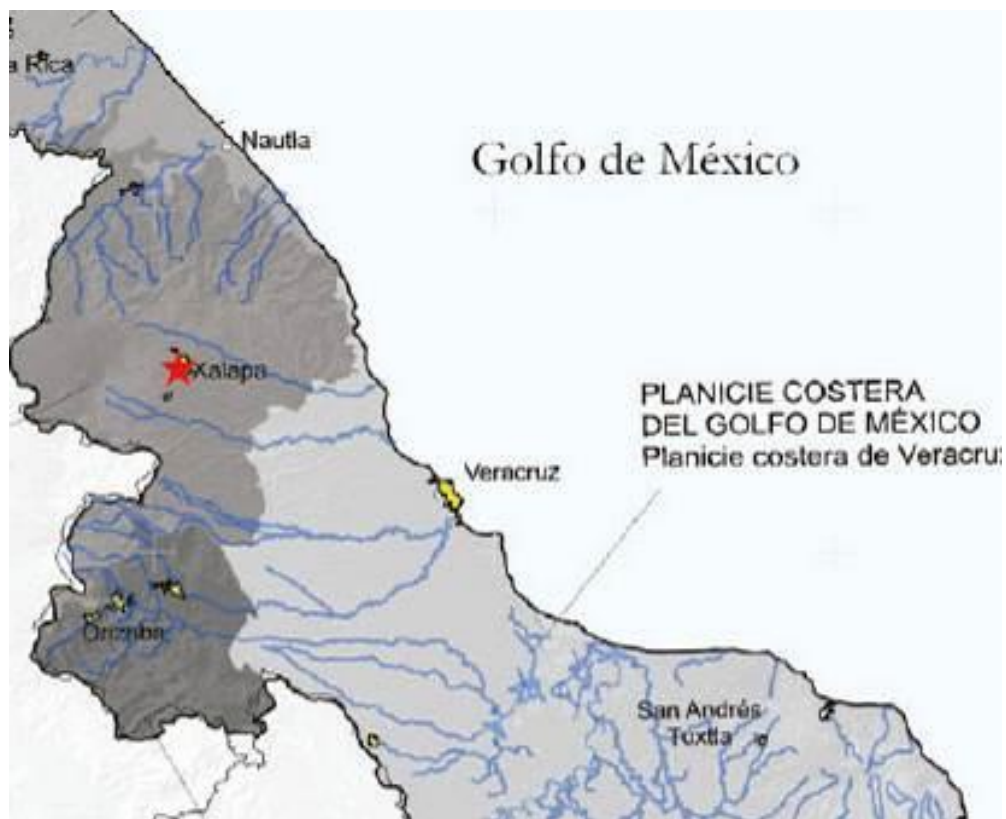 a Rica
Nautla
Golfo de México
Xalapa
PLANICIE COSTERA
DEL GOLFO DE MÉXICO
Planicie costera de Veracruz
Veracruz
Orizaba
San Andrés
Tuxtla